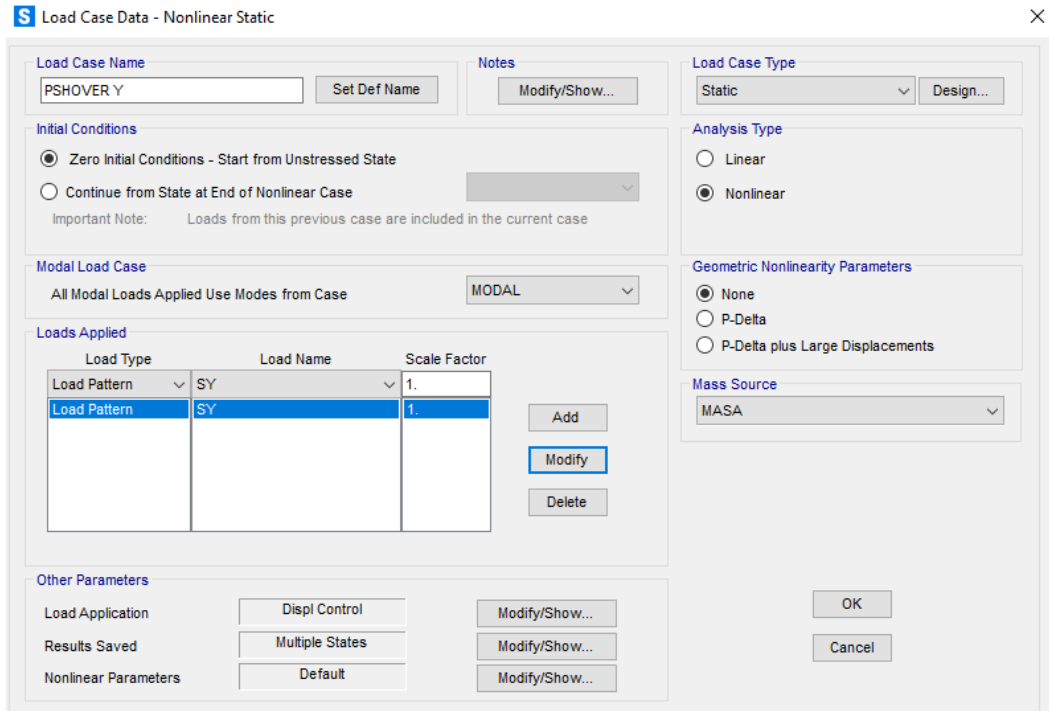 S Load Case Data - Nonlinear Static
Load Case Name
PSHOVER Y
Set Def Name
Notes
Modify/Show...
Load Case Type
Static
Design...
Initial Conditions
Zero Initial Conditions - Start from Unstressed State
Continue from State at End of Nonlinear Case
Important Note: Loads from this previous case are included in the current case
Analysis Type
Linear
Nonlinear
Modal Load Case
All Modal Loads Applied Use Modes from Case
MODAL
Geometric Nonlinearity Parameters
None
P-Delta
P-Delta plus Large Displacements
Loads Applied
Load Type Load Name Scale Factor
Load Pattern SY 1.
Load Pattern SY 1.
Add
Modify
Delete
Mass Source
MASA
Other Parameters
Load Application Displ Control Modify/Show...
Results Saved Multiple States Modify/Show...
Nonlinear Parameters Default Modify/Show...
OK
Cancel